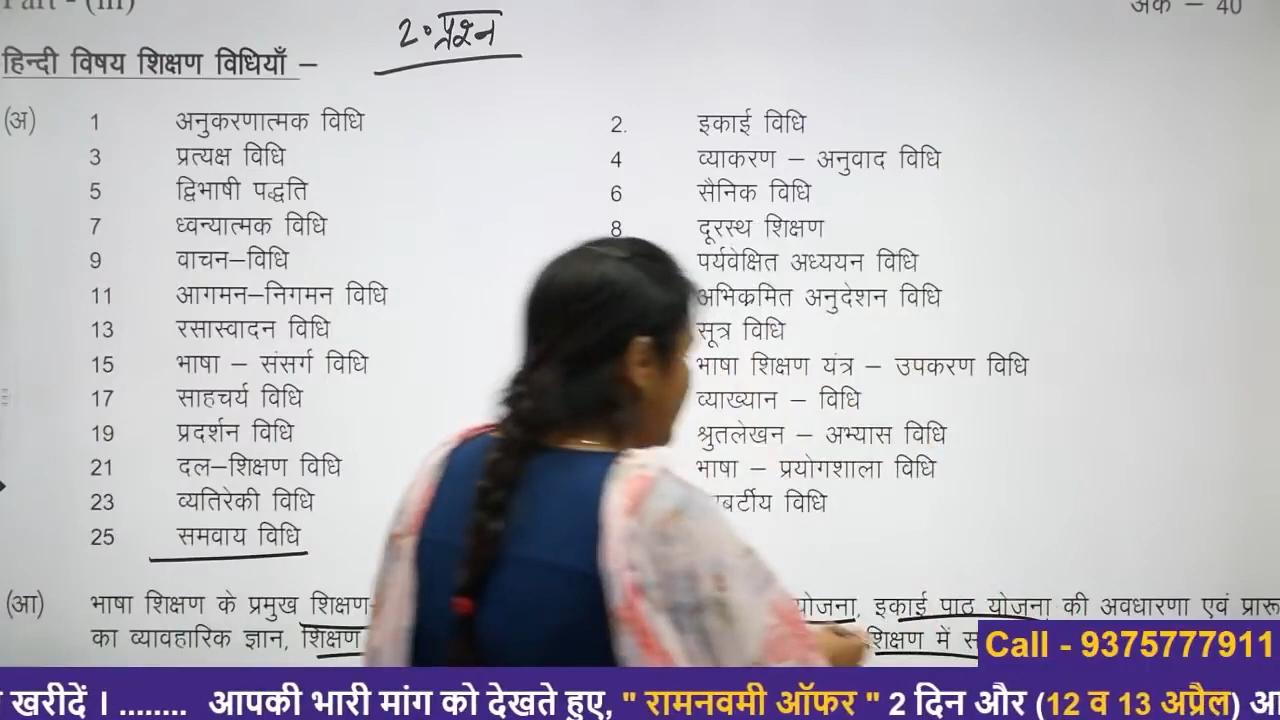 Part - (III)
अंक – 40
20 प्रश्न
हिन्दी विषय शिक्षण विधियाँ –
(अ) 1 अनुकरणात्मक विधि 2. इकाई विधि
3 प्रत्यक्ष विधि 4 व्याकरण – अनुवाद विधि
5 द्विभाषी पद्धति 6 सैनिक विधि
7 ध्वन्यात्मक विधि 8 दूरस्थ शिक्षण
9 वाचन–विधि पर्यवेक्षित अध्ययन विधि
11 आगमन–निगमन विधि अभिक्रमित अनुदेशन विधि
13 रसास्वादन विधि सूत्र विधि
15 भाषा – संसर्ग विधि भाषा शिक्षण यंत्र – उपकरण विधि
17 साहचर्य विधि व्याख्यान – विधि
19 प्रदर्शन विधि श्रुतलेखन – अभ्यास विधि
21 दल–शिक्षण विधि भाषा – प्रयोगशाला विधि
23 व्यतिरेकी विधि बर्टीय विधि
25 समवाय विधि
(आ) भाषा शिक्षण के प्रमुख शिक्षण योजना, इकाई पाठ योजना की अवधारणा एवं
का व्यावहारिक ज्ञान, शिक्षण शिक्षण में
Call - 9375777911
खरीदें । ........ आपकी भारी मांग को देखते हुए, " रामनवमी ऑफर " 2 दिन और (12 व 13 अप्रैल)